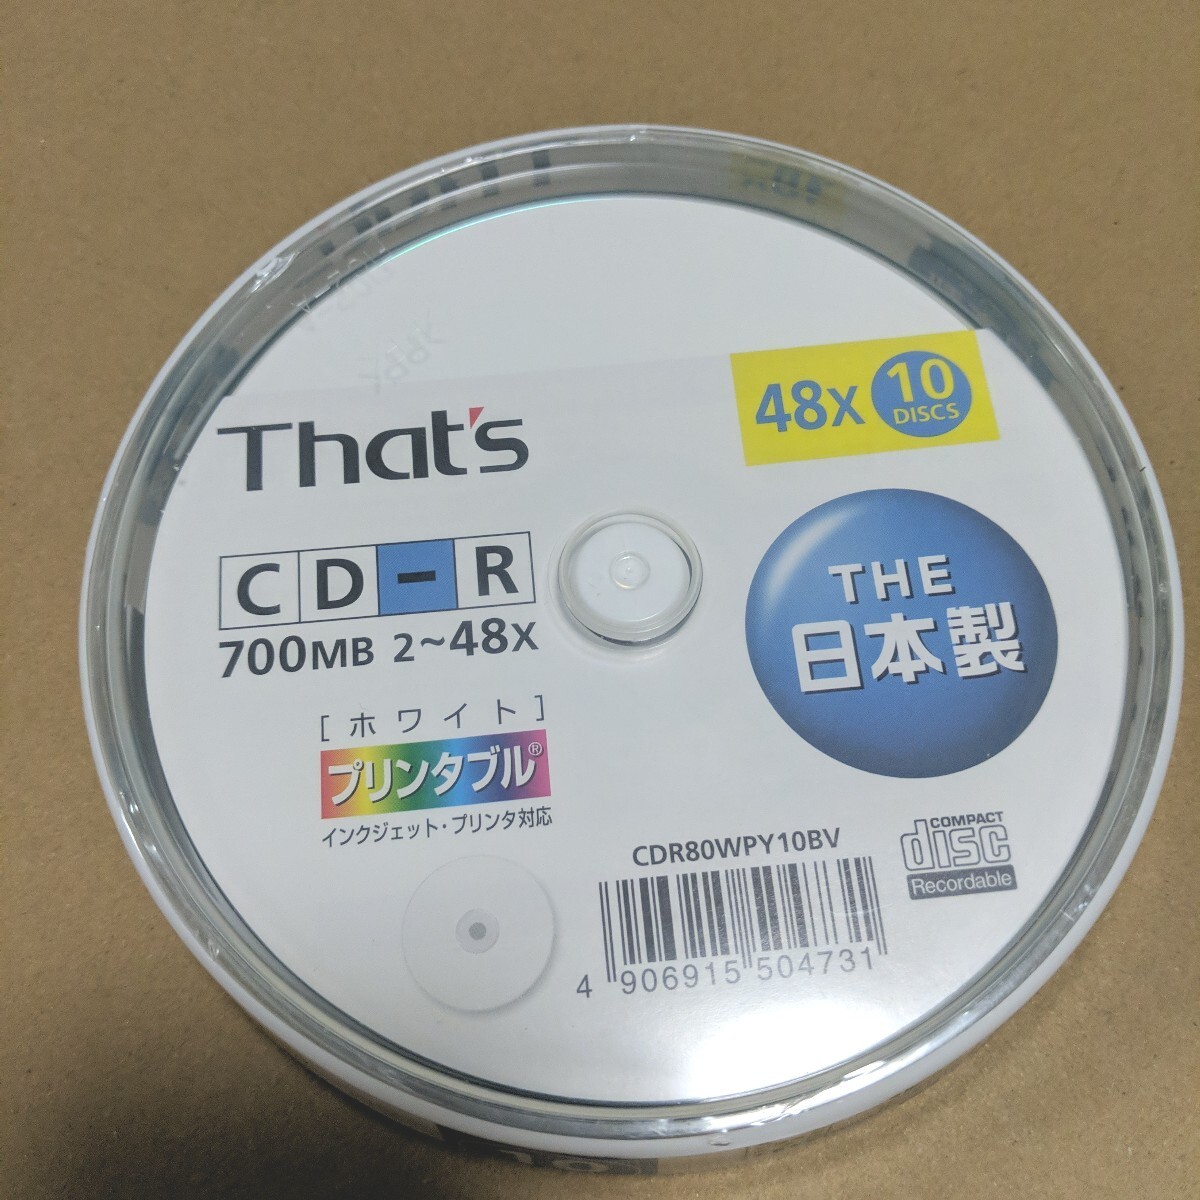 That's
48X 10 DISCS
CD-R
700MB 2~48X
[ホワイト]
プリンタブル®
インクジェット・プリンタ対応
THE
日本製
CDR80WPY10BV
COMPACT
disc
Recordable
4 906915 504731
10